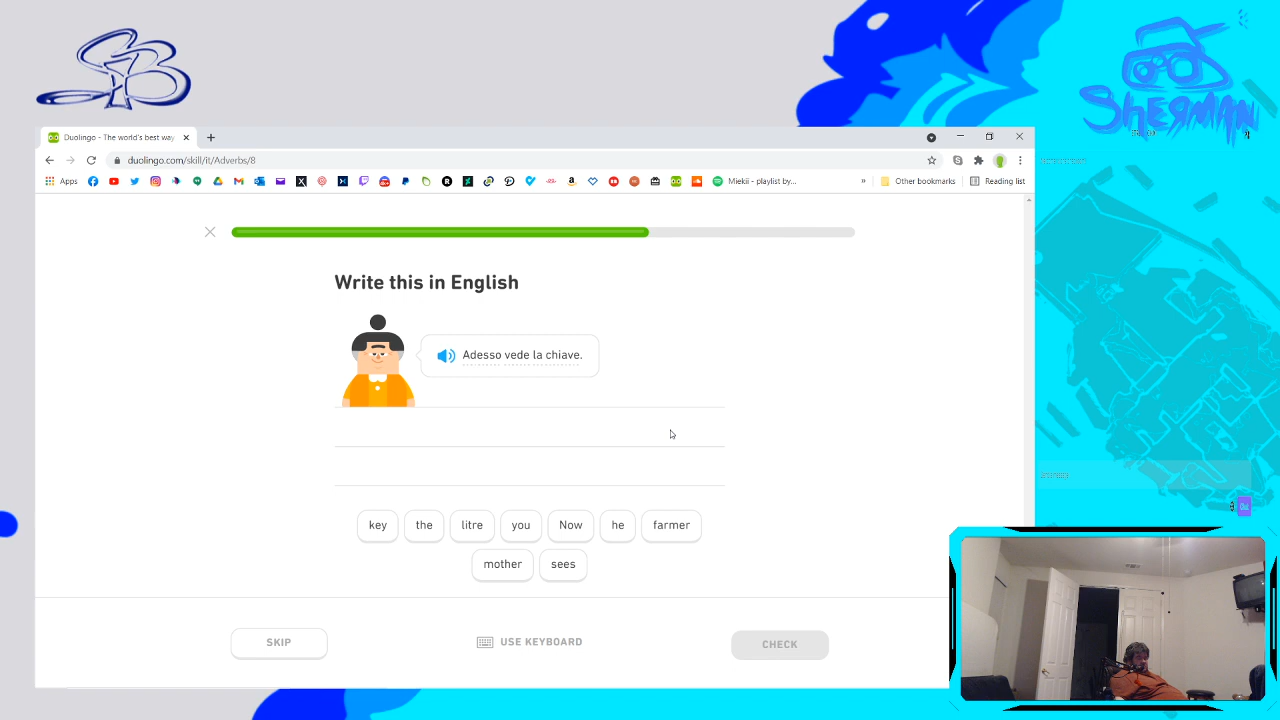 SHERMAN
Duolingo - The world's best way
duolingo.com/skill/it/Adverbs/8
Apps
Miekii - playlist by...
»
Other bookmarks
Reading list
Write this in English
Adesso vede la chiave.
key the litre you Now he farmer
mother sees
SKIP
USE KEYBOARD
CHECK